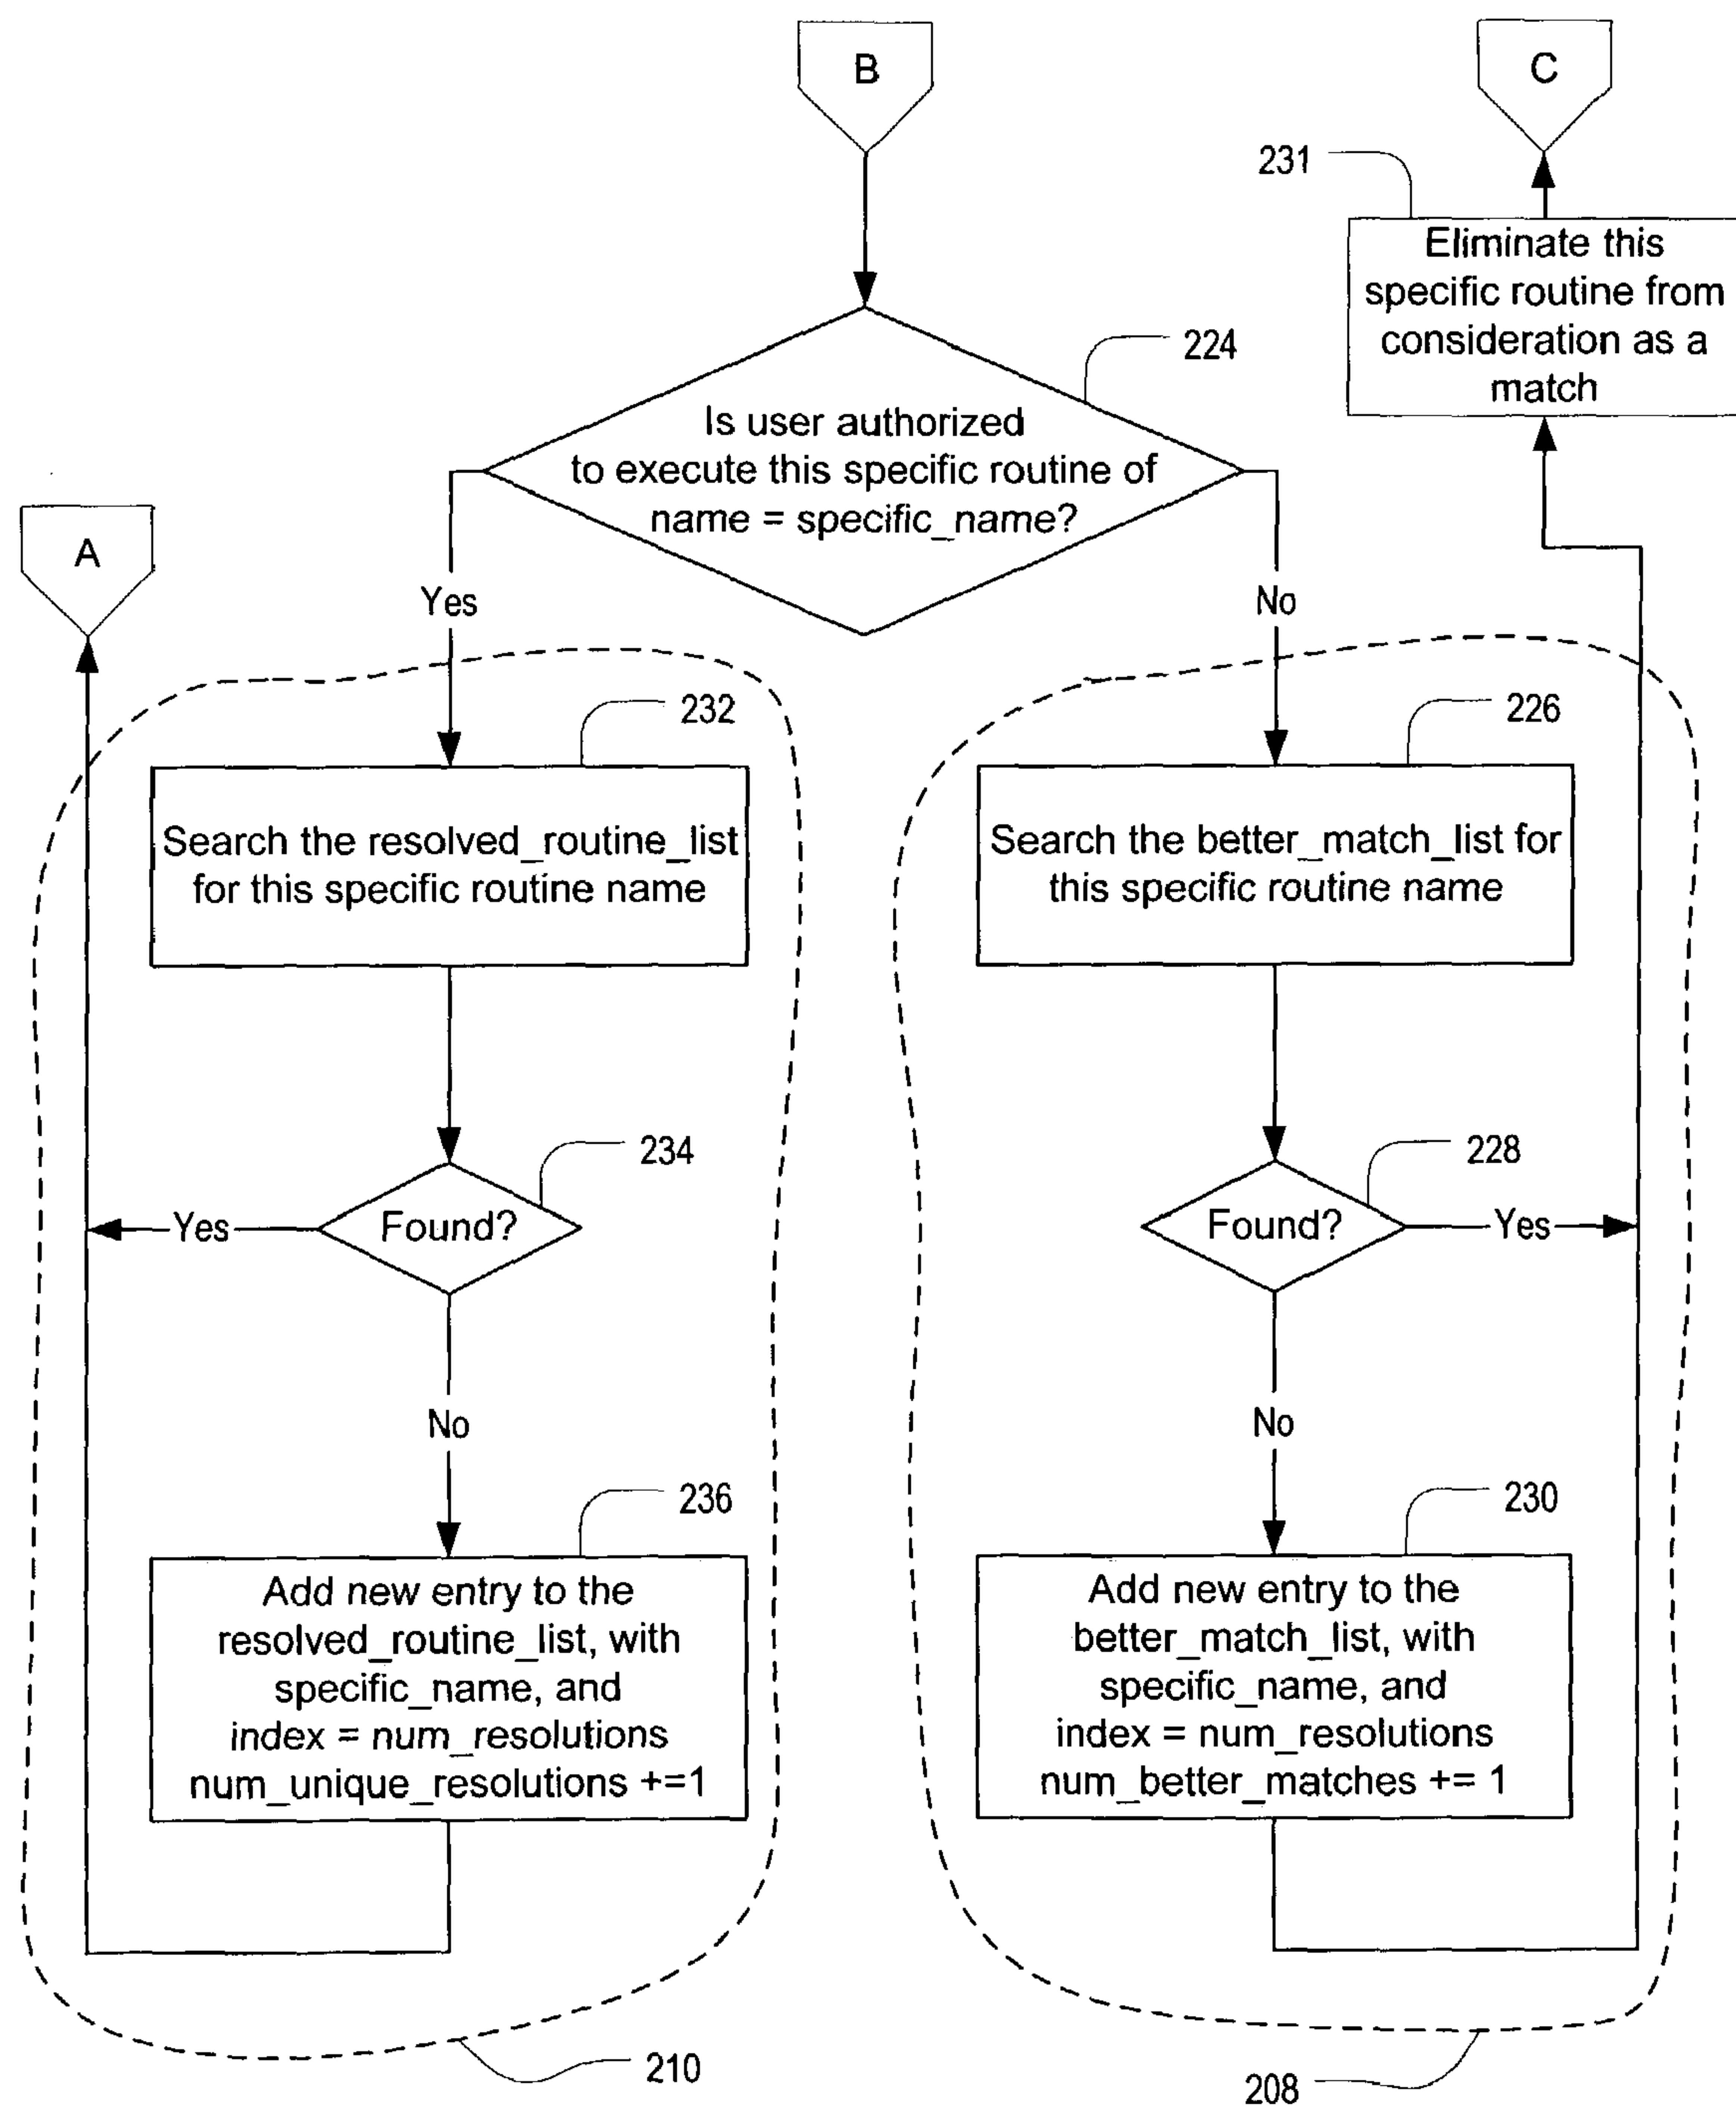 B
C
231
Eliminate this
specific routine from
consideration as a
match
224
Is user authorized
to execute this specific routine of
name = specific_name?
A
Yes
No
232
Search the resolved_routine_list
for this specific routine name
226
Search the better_match_list for
this specific routine name
234
Found?
Yes
228
Found?
Yes
No
No
236
Add new entry to the
resolved_routine_list, with
specific_name, and
index = num_resolutions
num_unique_resolutions +=1
230
Add new entry to the
better_match_list, with
specific_name, and
index = num_resolutions
num_better_matches += 1
210
208